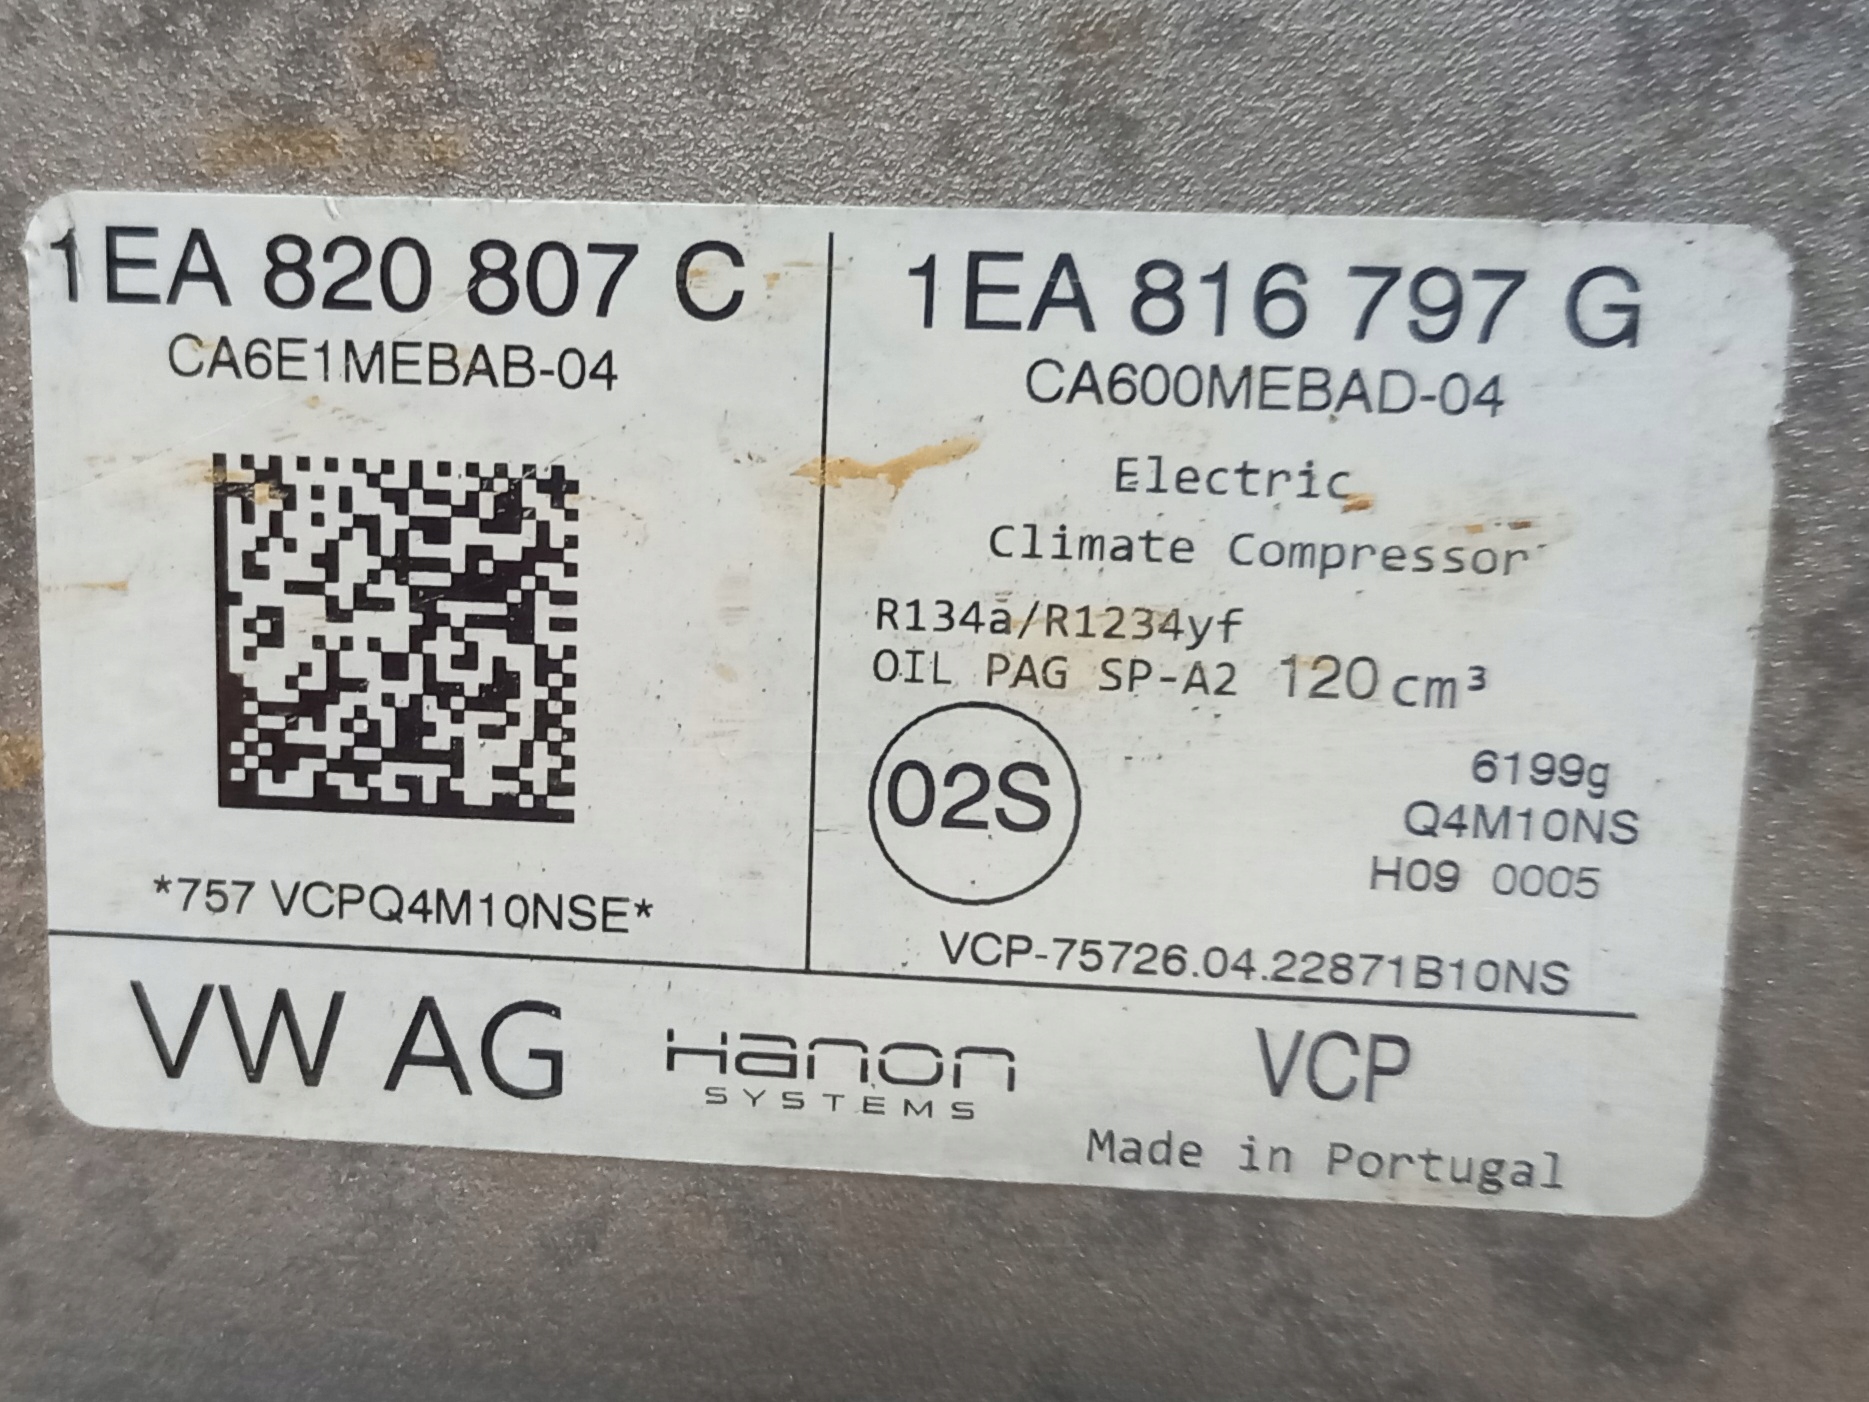 1EA 820 807 C
CA6E1MEBAB-04
*757 VCPQ4M10NSE*
1EA 816 797 G
CA600MEBAD-04
Electric
Climate Compressor
R134a/R1234yf
OIL PAG SP-A2 120 cm³
02S
6199g
Q4M10NS
H09 0005
VCP-75726.04.22871B10NS
VW AG
Hanon
SYSTEMS
VCP
Made in Portugal